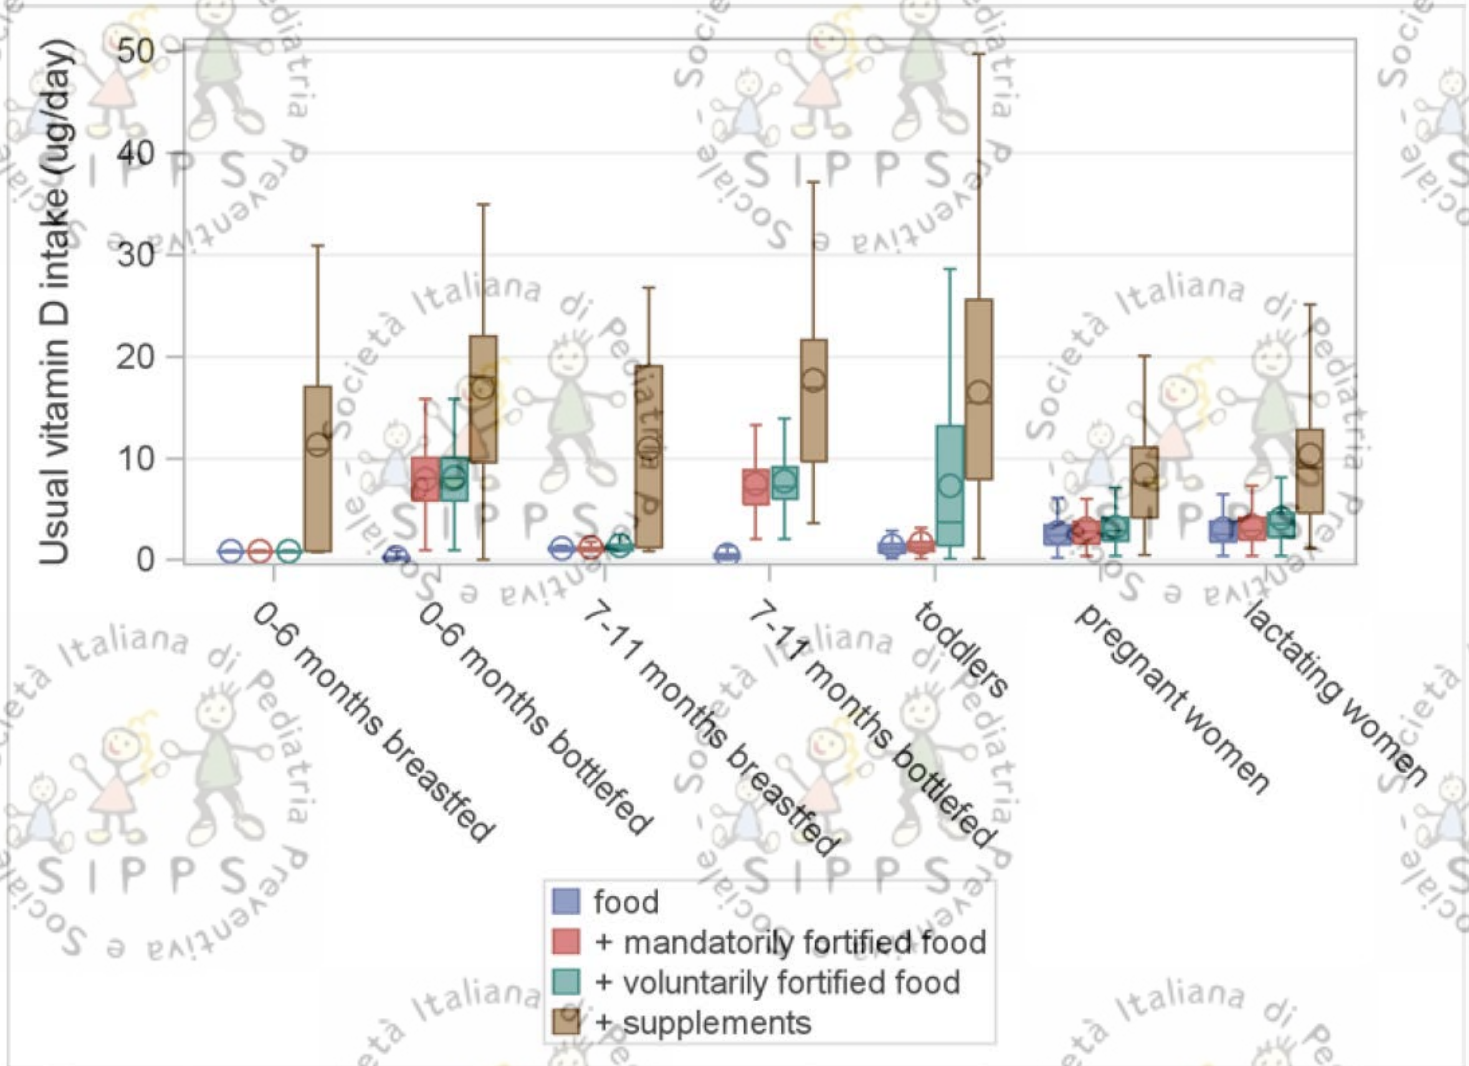 50
40
30
20
10
0
Usual vitamin D intake (ug/day)
0-6 months breastfed
0-6 months bottlefed
7-11 months breastfed
7-11 months bottlefed
toddlers
pregnant women
lactating women
food
+ mandatorily fortified food
+ voluntarily fortified food
+ supplements
Società Italiana di Pediatria Preventiva e Sociale -
SIPPS